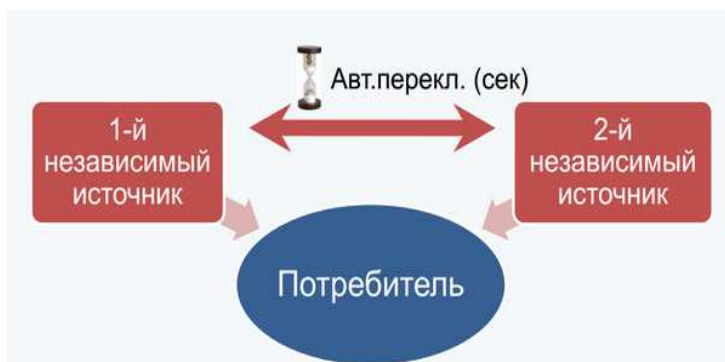 Авт.перекл. (сек)
1-й
независимый
источник
2-й
независимый
источник
Потребитель